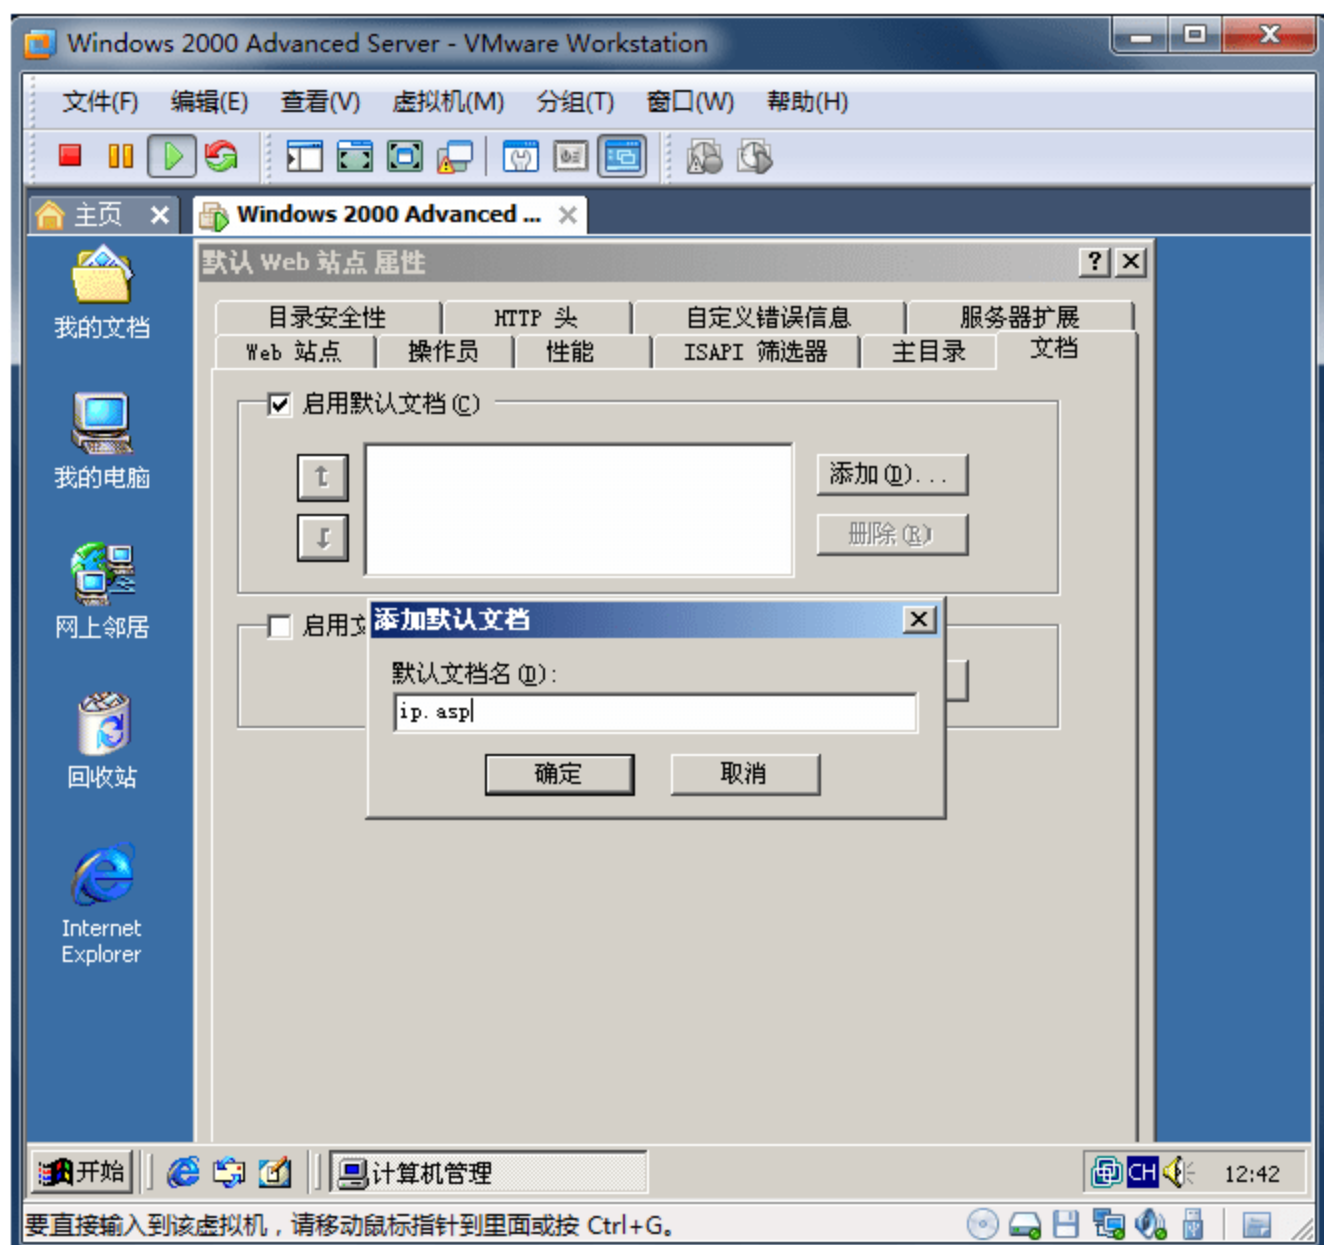 Windows 2000 Advanced Server - VMware Workstation
文件(F) 编辑(E) 查看(V) 虚拟机(M) 分组(T) 窗口(W) 帮助(H)
主页 Windows 2000 Advanced ...
默认 Web 站点 属性
目录安全性 HTTP 头 自定义错误信息 服务器扩展
Web 站点 操作员 性能 ISAPI 筛选器 主目录 文档
启用默认文档(C)
添加(D)...
删除(R)
启用文
添加默认文档
默认文档名(D):
ip.asp
确定 取消
我的文档
我的电脑
网上邻居
回收站
Internet
Explorer
开始 计算机管理 CH 12:42
要直接输入到该虚拟机，请移动鼠标指针到里面或按 Ctrl+G。